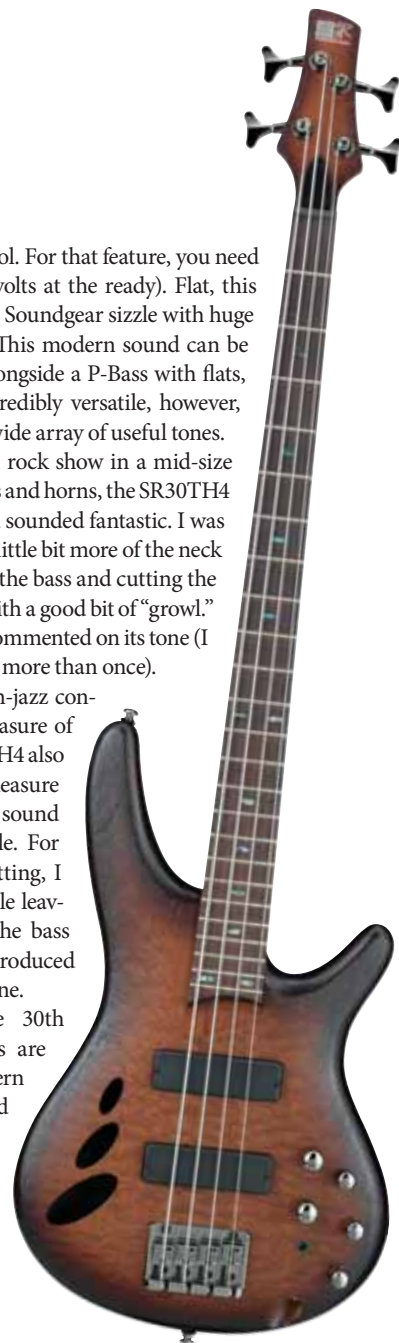 ol. For that feature, you need
volts at the ready). Flat, this
Soundgear sizzle with huge
This modern sound can be
ongside a P-Bass with flats,
credibly versatile, however,
wide array of useful tones.
rock show in a mid-size
s and horns, the SR30TH4
sounded fantastic. I was
little bit more of the neck
the bass and cutting the
ith a good bit of “growl.”
ommented on its tone (I
more than once).
n-jazz con-
asure of
H4 also
easure
sound
le. For
tting, I
le leav-
he bass
roduced
ne.
e 30th
s are
ern
d